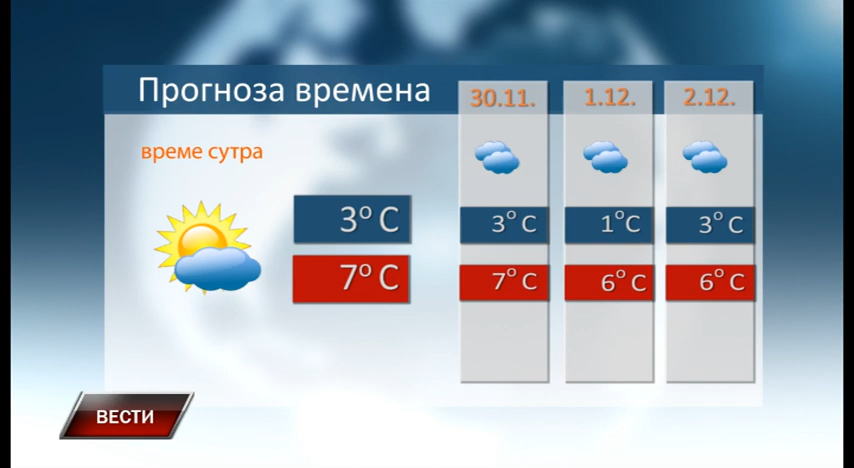 Прогноза времена
време сутра
3° C
7° C
30.11. 1.12. 2.12.
3° C 1°C 3° C
7° C 6° C 6° C
ВЕСТИ